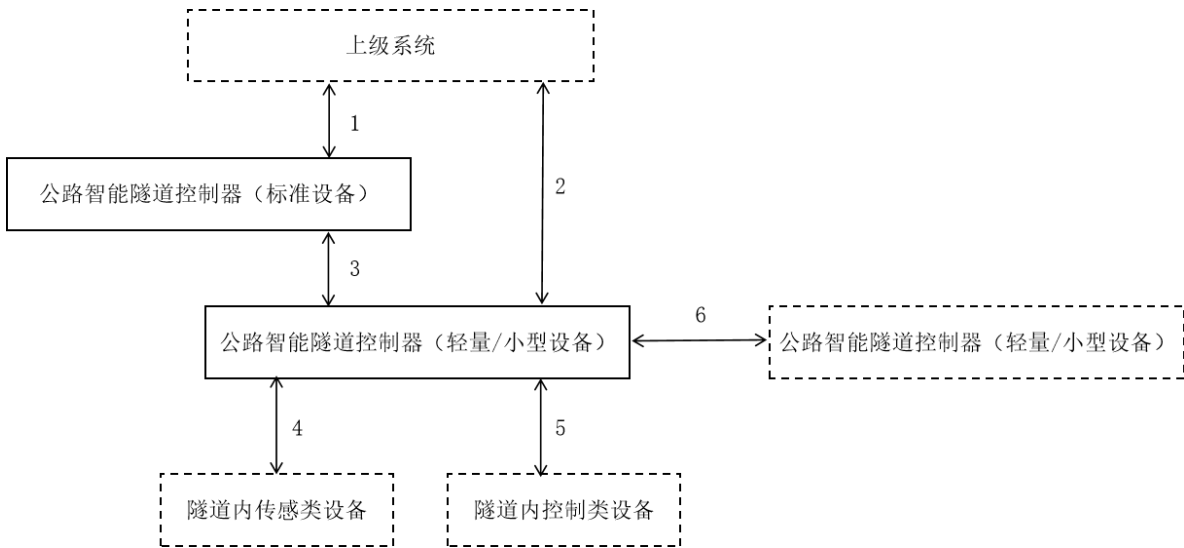 上级系统
1
公路智能隧道控制器（标准设备）
2
3
公路智能隧道控制器（轻量/小型设备）
6
公路智能隧道控制器（轻量/小型设备）
4
5
隧道内传感类设备
隧道内控制类设备